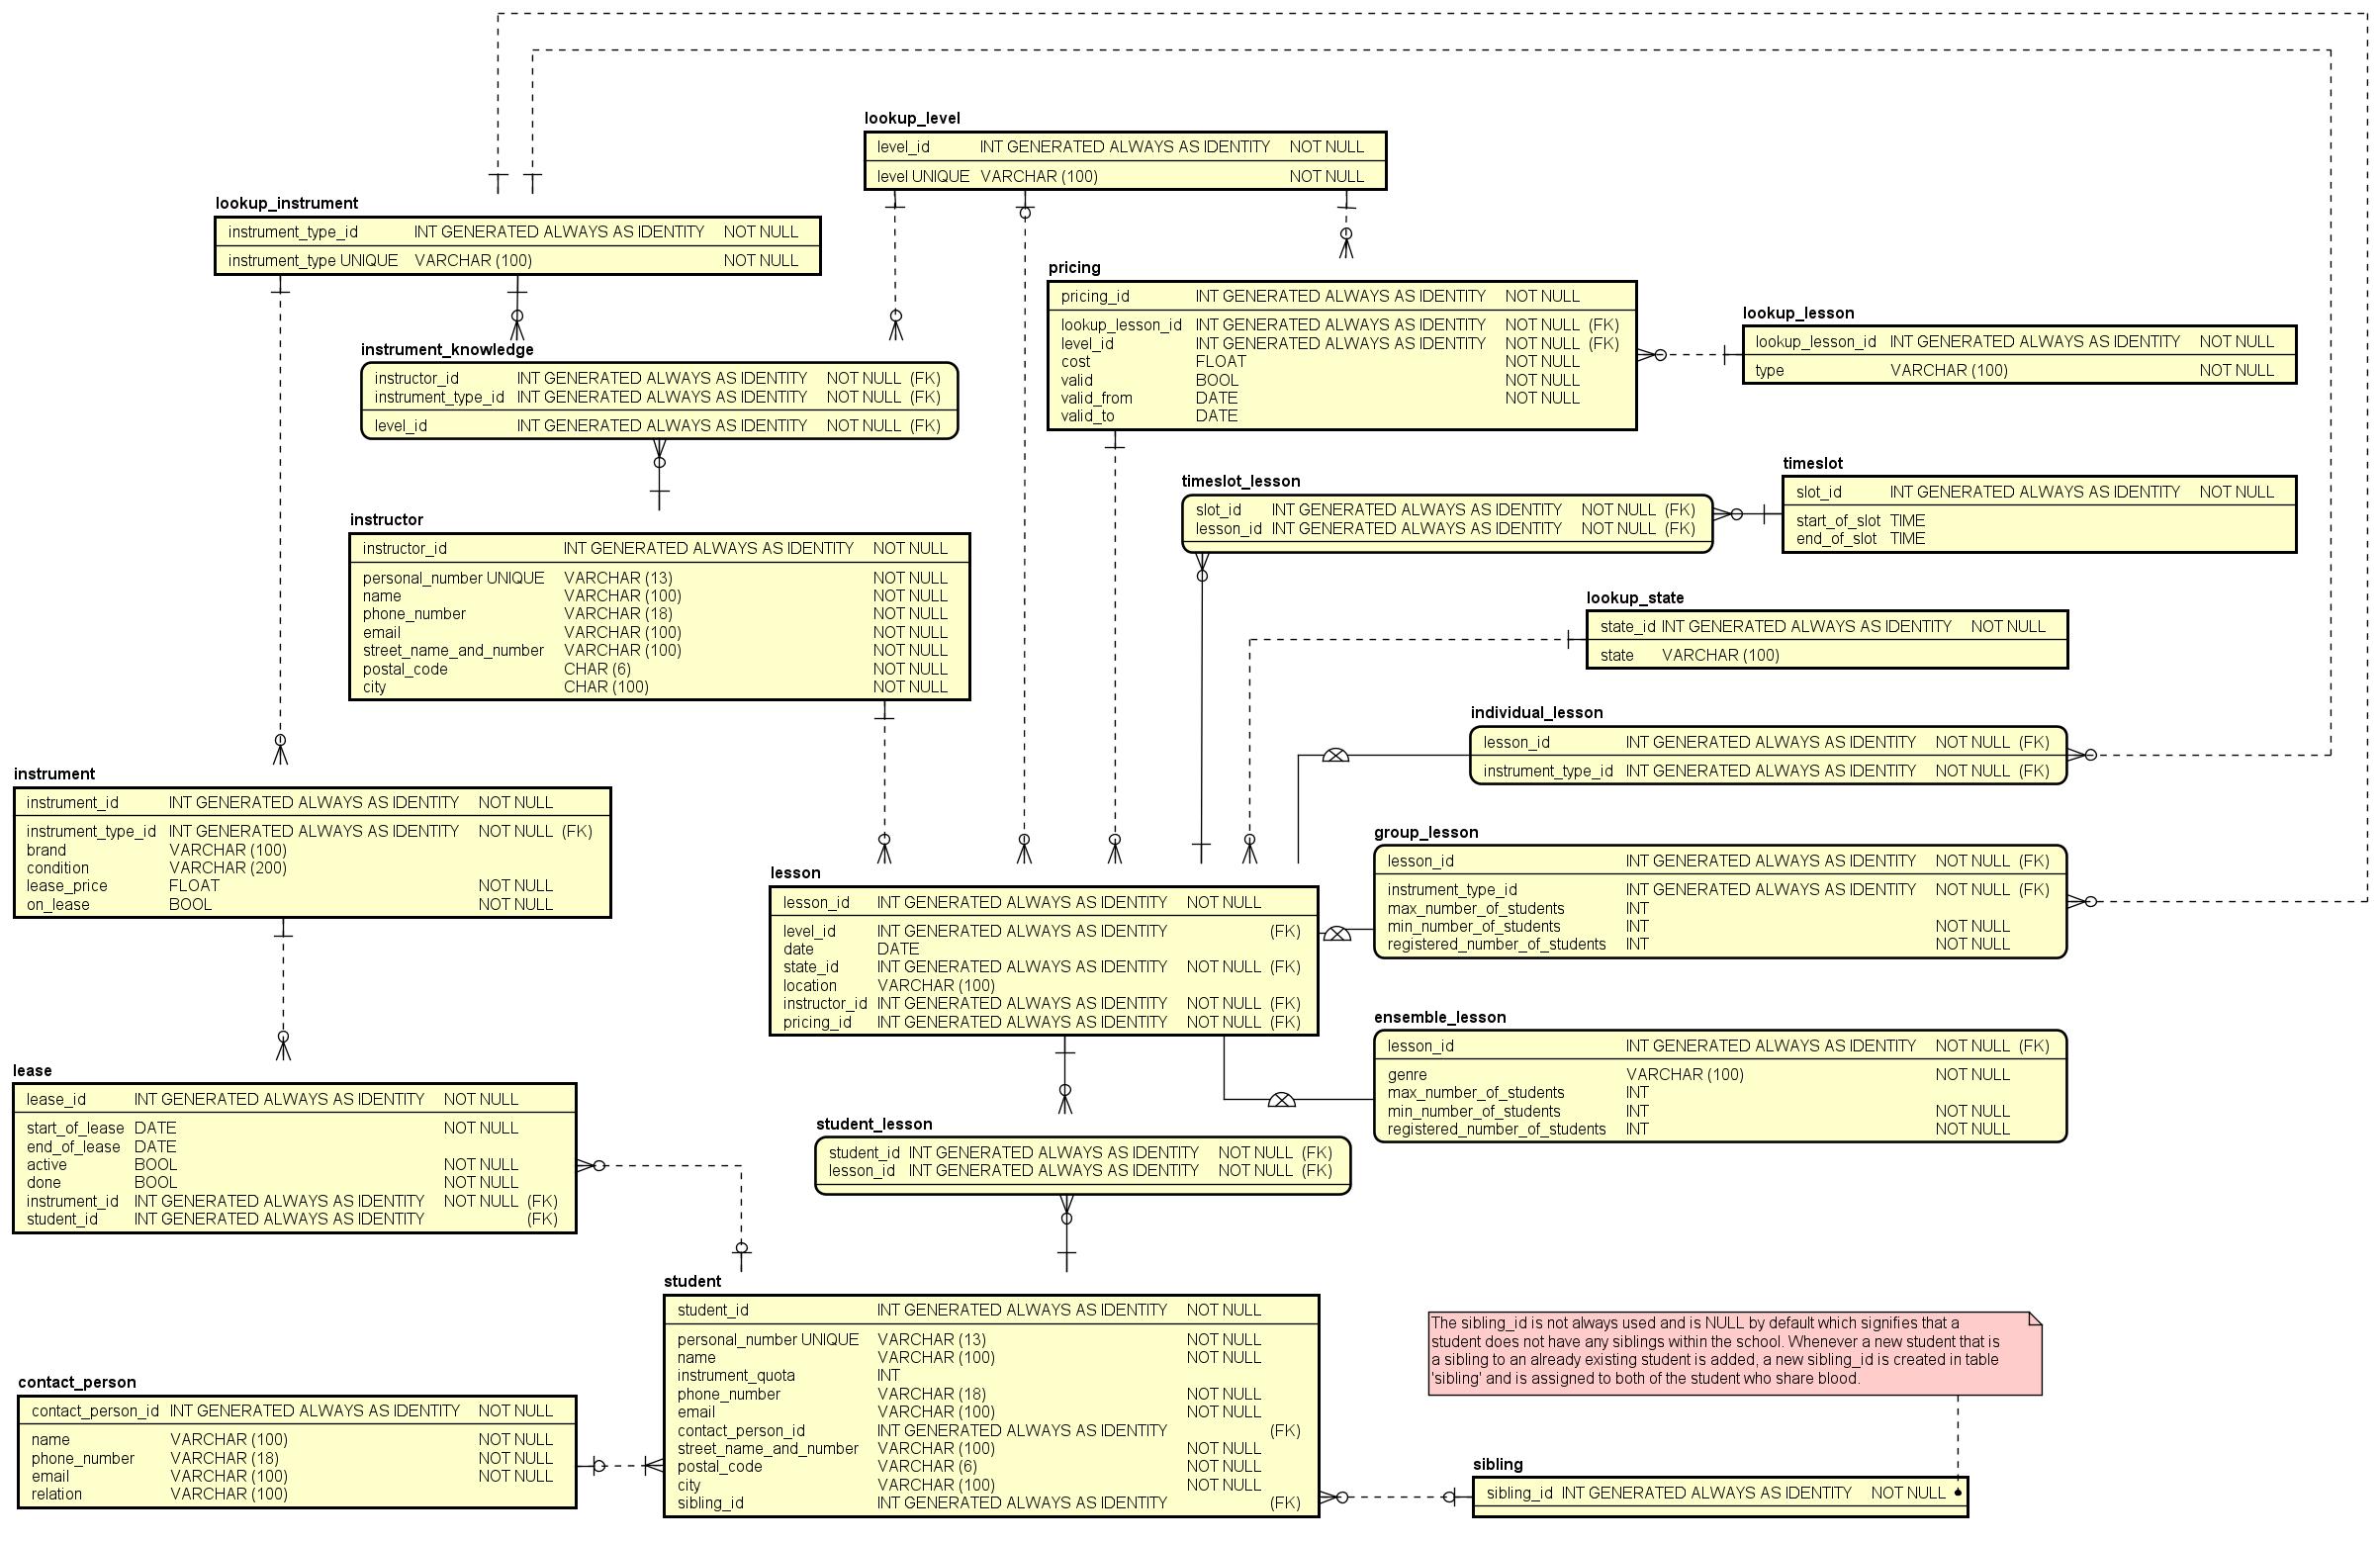 lookup_level
level_id INT GENERATED ALWAYS AS IDENTITY NOT NULL
level UNIQUE VARCHAR (100) NOT NULL
lookup_instrument
instrument_type_id INT GENERATED ALWAYS AS IDENTITY NOT NULL
instrument_type UNIQUE VARCHAR (100) NOT NULL
pricing
pricing_id INT GENERATED ALWAYS AS IDENTITY NOT NULL
lookup_lesson_id INT GENERATED ALWAYS AS IDENTITY NOT NULL (FK)
level_id INT GENERATED ALWAYS AS IDENTITY NOT NULL (FK)
cost FLOAT NOT NULL
valid BOOL NOT NULL
valid_from DATE NOT NULL
valid_to DATE
lookup_lesson
lookup_lesson_id INT GENERATED ALWAYS AS IDENTITY NOT NULL
type VARCHAR (100) NOT NULL
instrument_knowledge
instructor_id INT GENERATED ALWAYS AS IDENTITY NOT NULL (FK)
instrument_type_id INT GENERATED ALWAYS AS IDENTITY NOT NULL (FK)
level_id INT GENERATED ALWAYS AS IDENTITY NOT NULL (FK)
timeslot
slot_id INT GENERATED ALWAYS AS IDENTITY NOT NULL
start_of_slot TIME
end_of_slot TIME
timeslot_lesson
slot_id INT GENERATED ALWAYS AS IDENTITY NOT NULL (FK)
lesson_id INT GENERATED ALWAYS AS IDENTITY NOT NULL (FK)
instructor
instructor_id INT GENERATED ALWAYS AS IDENTITY NOT NULL
personal_number UNIQUE VARCHAR (13) NOT NULL
name VARCHAR (100) NOT NULL
phone_number VARCHAR (18) NOT NULL
email VARCHAR (100) NOT NULL
street_name_and_number VARCHAR (100) NOT NULL
postal_code CHAR (6) NOT NULL
city CHAR (100) NOT NULL
lookup_state
state_id INT GENERATED ALWAYS AS IDENTITY NOT NULL
state VARCHAR (100)
individual_lesson
lesson_id INT GENERATED ALWAYS AS IDENTITY NOT NULL (FK)
instrument_type_id INT GENERATED ALWAYS AS IDENTITY NOT NULL (FK)
instrument
instrument_id INT GENERATED ALWAYS AS IDENTITY NOT NULL
instrument_type_id INT GENERATED ALWAYS AS IDENTITY NOT NULL (FK)
brand VARCHAR (100)
condition VARCHAR (200)
lease_price FLOAT NOT NULL
on_lease BOOL NOT NULL
group_lesson
lesson_id INT GENERATED ALWAYS AS IDENTITY NOT NULL (FK)
instrument_type_id INT GENERATED ALWAYS AS IDENTITY NOT NULL (FK)
max_number_of_students INT
min_number_of_students INT NOT NULL
registered_number_of_students INT NOT NULL
lesson
lesson_id INT GENERATED ALWAYS AS IDENTITY NOT NULL
level_id INT GENERATED ALWAYS AS IDENTITY (FK)
date DATE
state_id INT GENERATED ALWAYS AS IDENTITY NOT NULL (FK)
location VARCHAR (100)
instructor_id INT GENERATED ALWAYS AS IDENTITY NOT NULL (FK)
pricing_id INT GENERATED ALWAYS AS IDENTITY NOT NULL (FK)
ensemble_lesson
lesson_id INT GENERATED ALWAYS AS IDENTITY NOT NULL (FK)
genre VARCHAR (100) NOT NULL
max_number_of_students INT
min_number_of_students INT NOT NULL
registered_number_of_students INT NOT NULL
lease
lease_id INT GENERATED ALWAYS AS IDENTITY NOT NULL
start_of_lease DATE NOT NULL
end_of_lease DATE
active BOOL NOT NULL
done BOOL NOT NULL
instrument_id INT GENERATED ALWAYS AS IDENTITY NOT NULL (FK)
student_id INT GENERATED ALWAYS AS IDENTITY (FK)
student_lesson
student_id INT GENERATED ALWAYS AS IDENTITY NOT NULL (FK)
lesson_id INT GENERATED ALWAYS AS IDENTITY NOT NULL (FK)
student
student_id INT GENERATED ALWAYS AS IDENTITY NOT NULL
personal_number UNIQUE VARCHAR (13) NOT NULL
name VARCHAR (100) NOT NULL
instrument_quota INT
phone_number VARCHAR (18) NOT NULL
email VARCHAR (100) NOT NULL
contact_person_id INT GENERATED ALWAYS AS IDENTITY (FK)
street_name_and_number VARCHAR (100) NOT NULL
postal_code VARCHAR (6) NOT NULL
city VARCHAR (100) NOT NULL
sibling_id INT GENERATED ALWAYS AS IDENTITY (FK)
The sibling_id is not always used and is NULL by default which signifies that a
student does not have any siblings within the school. Whenever a new student that is
a sibling to an already existing student is added, a new sibling_id is created in table
'sibling' and is assigned to both of the student who share blood.
contact_person
contact_person_id INT GENERATED ALWAYS AS IDENTITY NOT NULL
name VARCHAR (100) NOT NULL
phone_number VARCHAR (18) NOT NULL
email VARCHAR (100) NOT NULL
relation VARCHAR (100)
sibling
sibling_id INT GENERATED ALWAYS AS IDENTITY NOT NULL